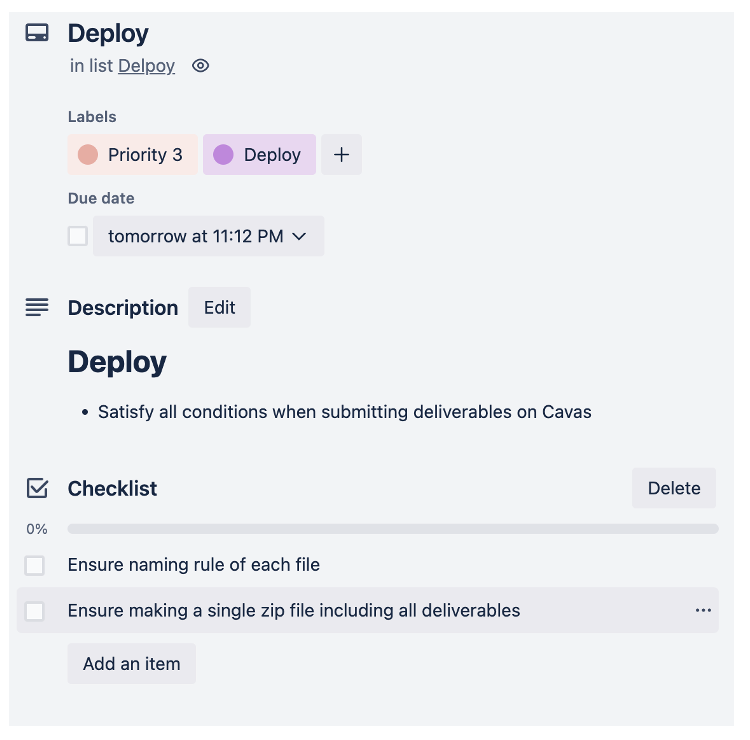 Deploy
in list Delpoy
Labels
Priority 3 Deploy +
Due date
tomorrow at 11:12 PM
Description Edit
Deploy
• Satisfy all conditions when submitting deliverables on Cavas
Checklist Delete
0%
Ensure naming rule of each file
Ensure making a single zip file including all deliverables
Add an item